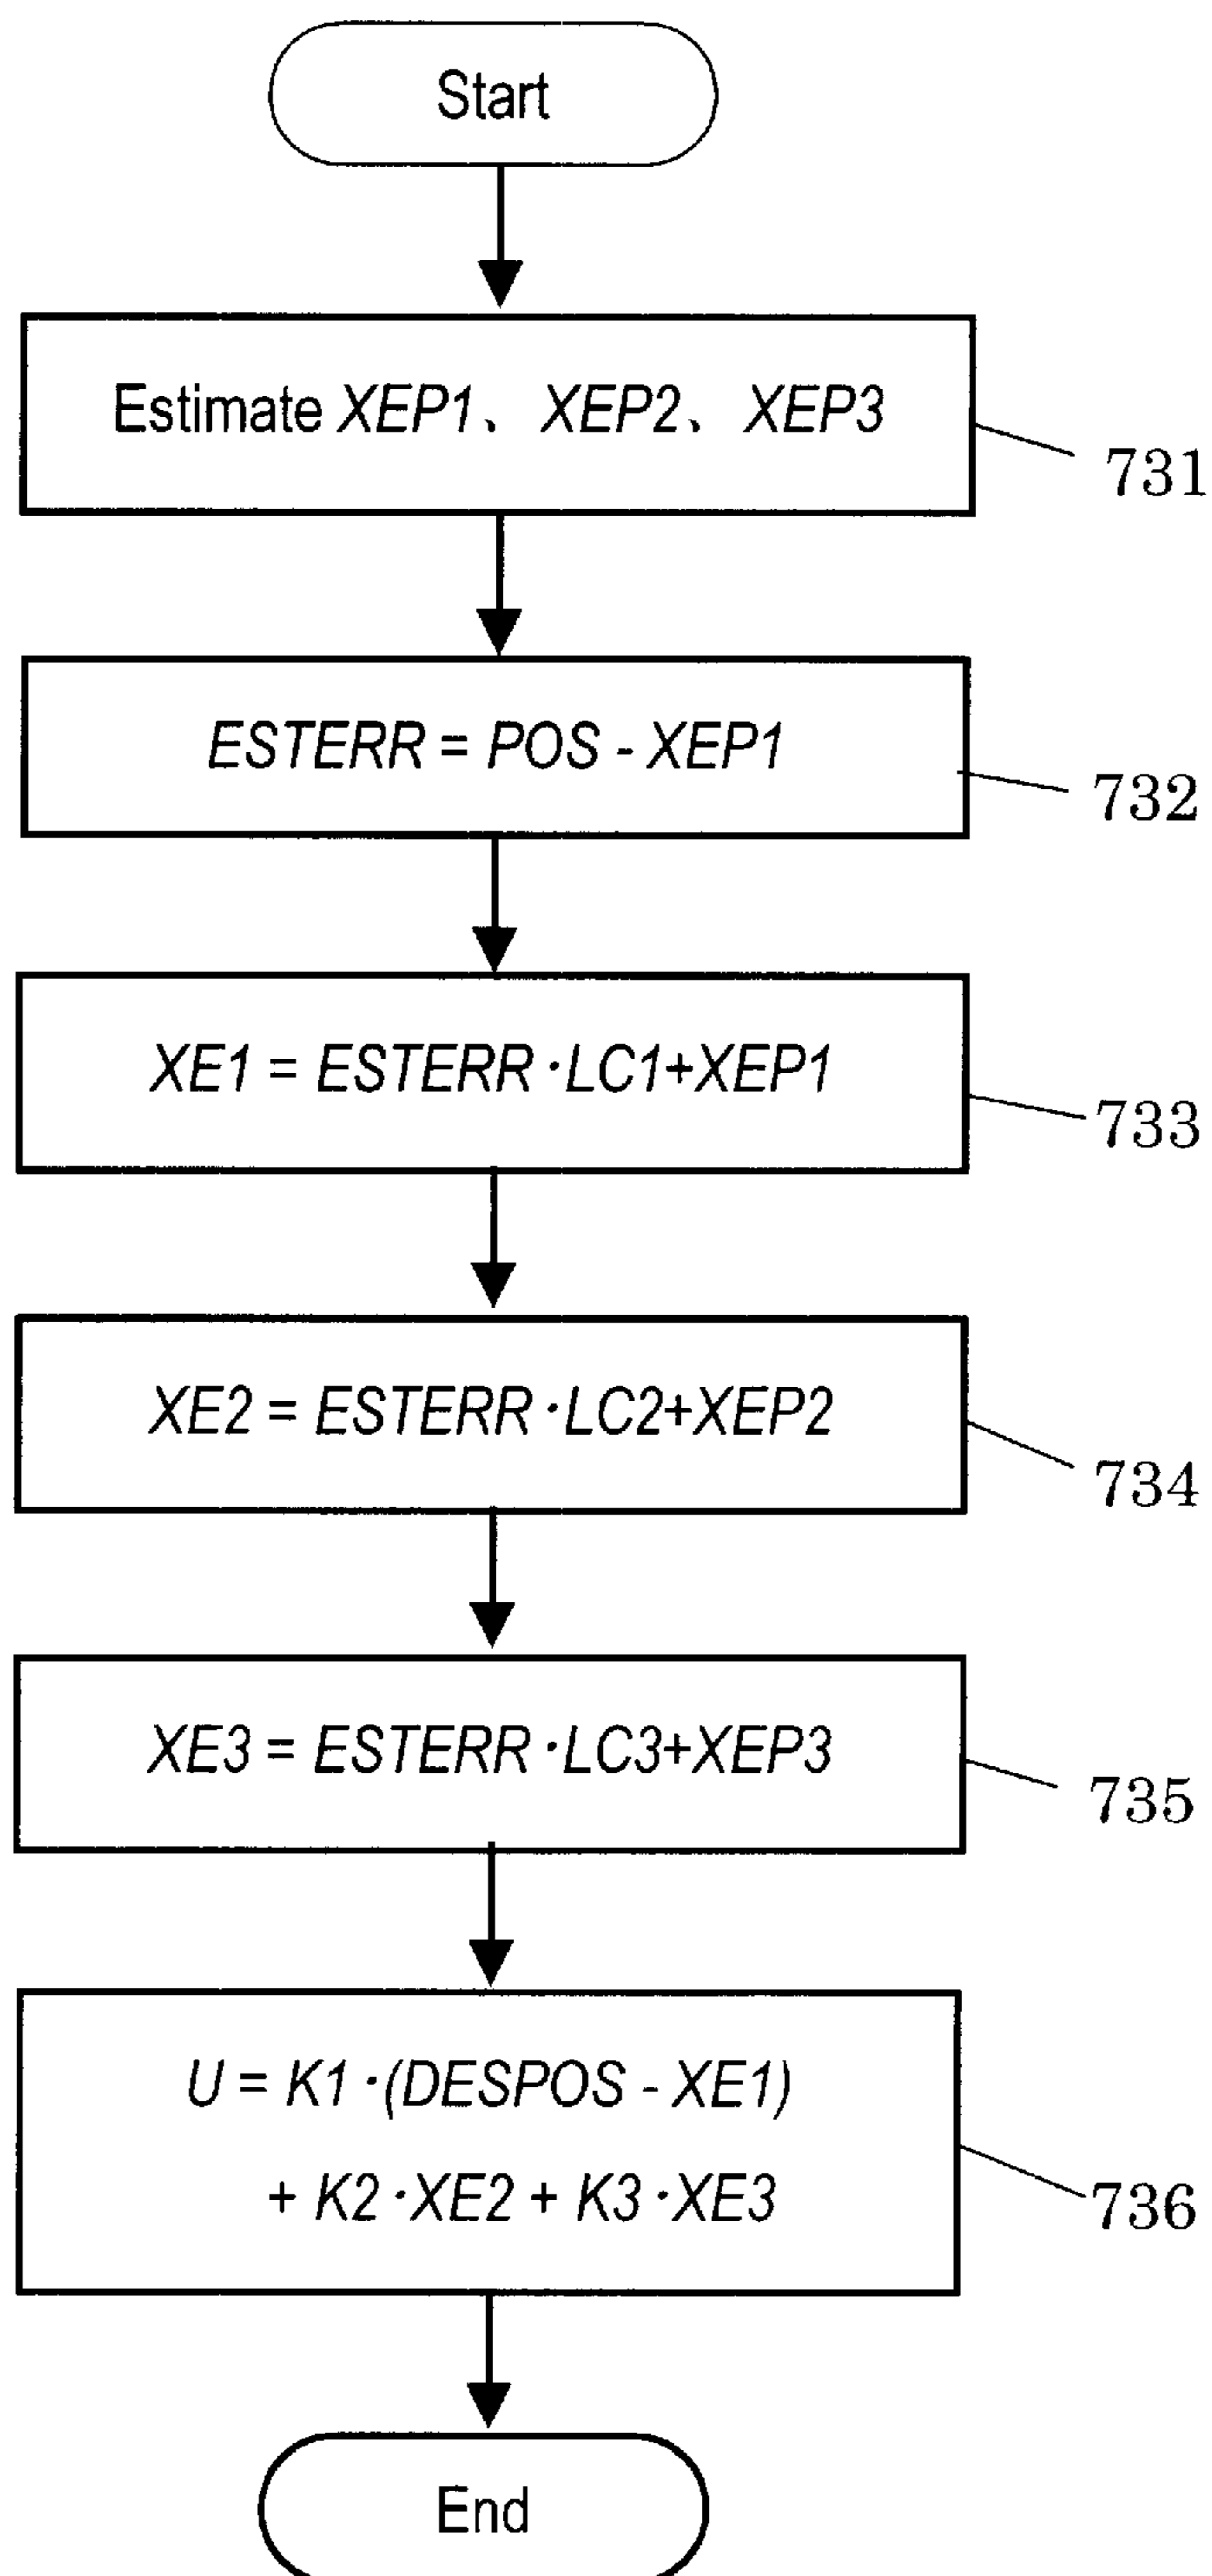 Start
Estimate XEP1、 XEP2、 XEP3
731
ESTERR = POS - XEP1
732
XE1 = ESTERR·LC1+XEP1
733
XE2 = ESTERR·LC2+XEP2
734
XE3 = ESTERR·LC3+XEP3
735
U = K1·(DESPOS - XE1)
+ K2·XE2 + K3·XE3
736
End